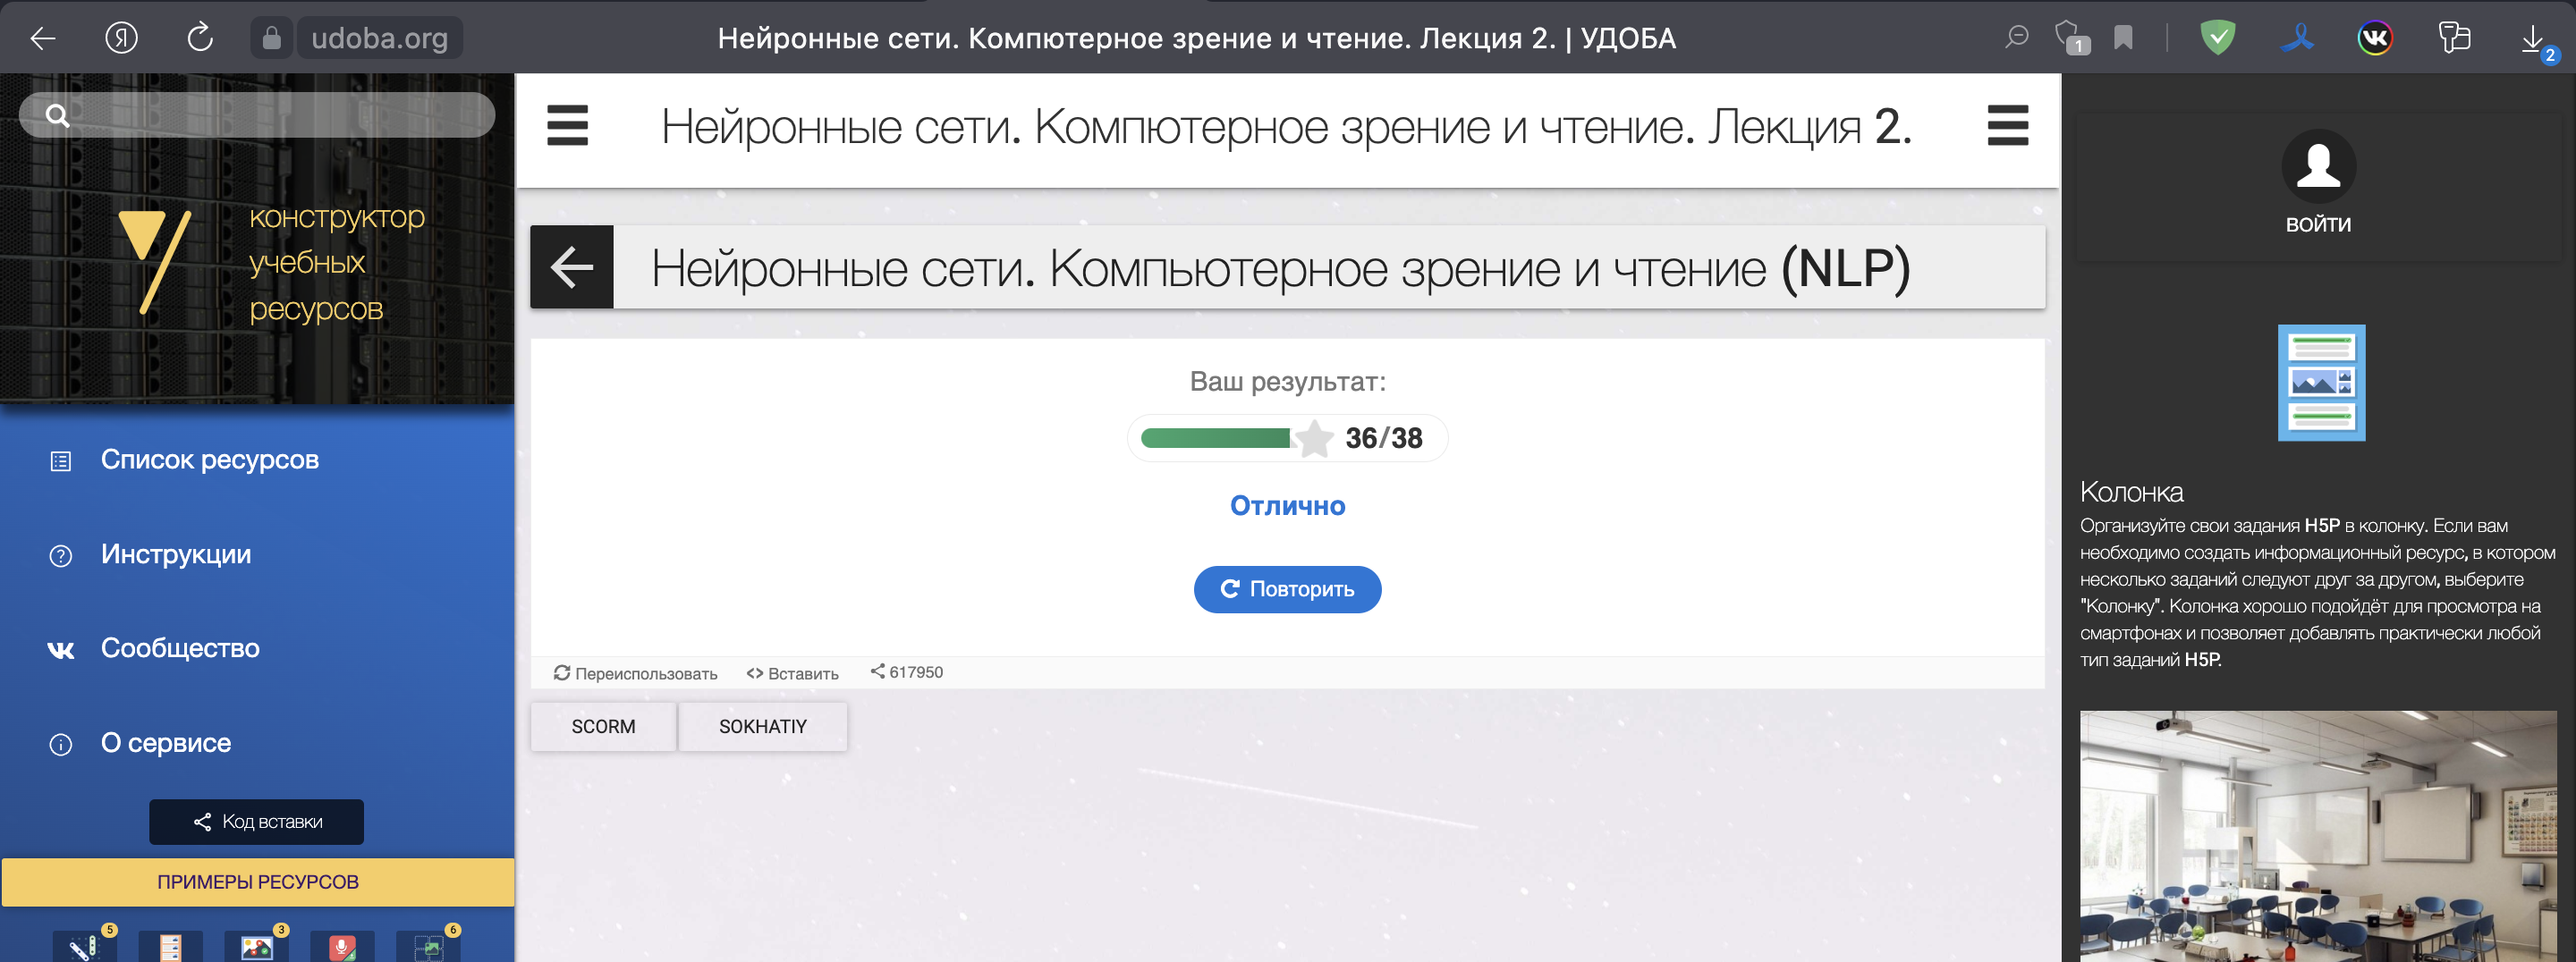 udoba.org
Нейронные сети. Компютерное зрение и чтение. Лекция 2. | УДОБА
1
2
конструктор
учебных
ресурсов
Список ресурсов
Инструкции
Сообщество
О сервисе
Код вставки
ПРИМЕРЫ РЕСУРСОВ
5
3
6
Нейронные сети. Компютерное зрение и чтение. Лекция 2.
Нейронные сети. Компьютерное зрение и чтение (NLP)
Ваш результат:
36/38
Отлично
Повторить
Переиспользовать
Вставить
617950
SCORM
SOKHATIY
ВОЙТИ
Колонка
Организуйте свои задания H5P в колонку. Если вам
необходимо создать информационный ресурс, в котором
несколько заданий следуют друг за другом, выберите
"Колонку". Колонка хорошо подойдёт для просмотра на
смартфонах и позволяет добавлять практически любой
тип заданий H5P.